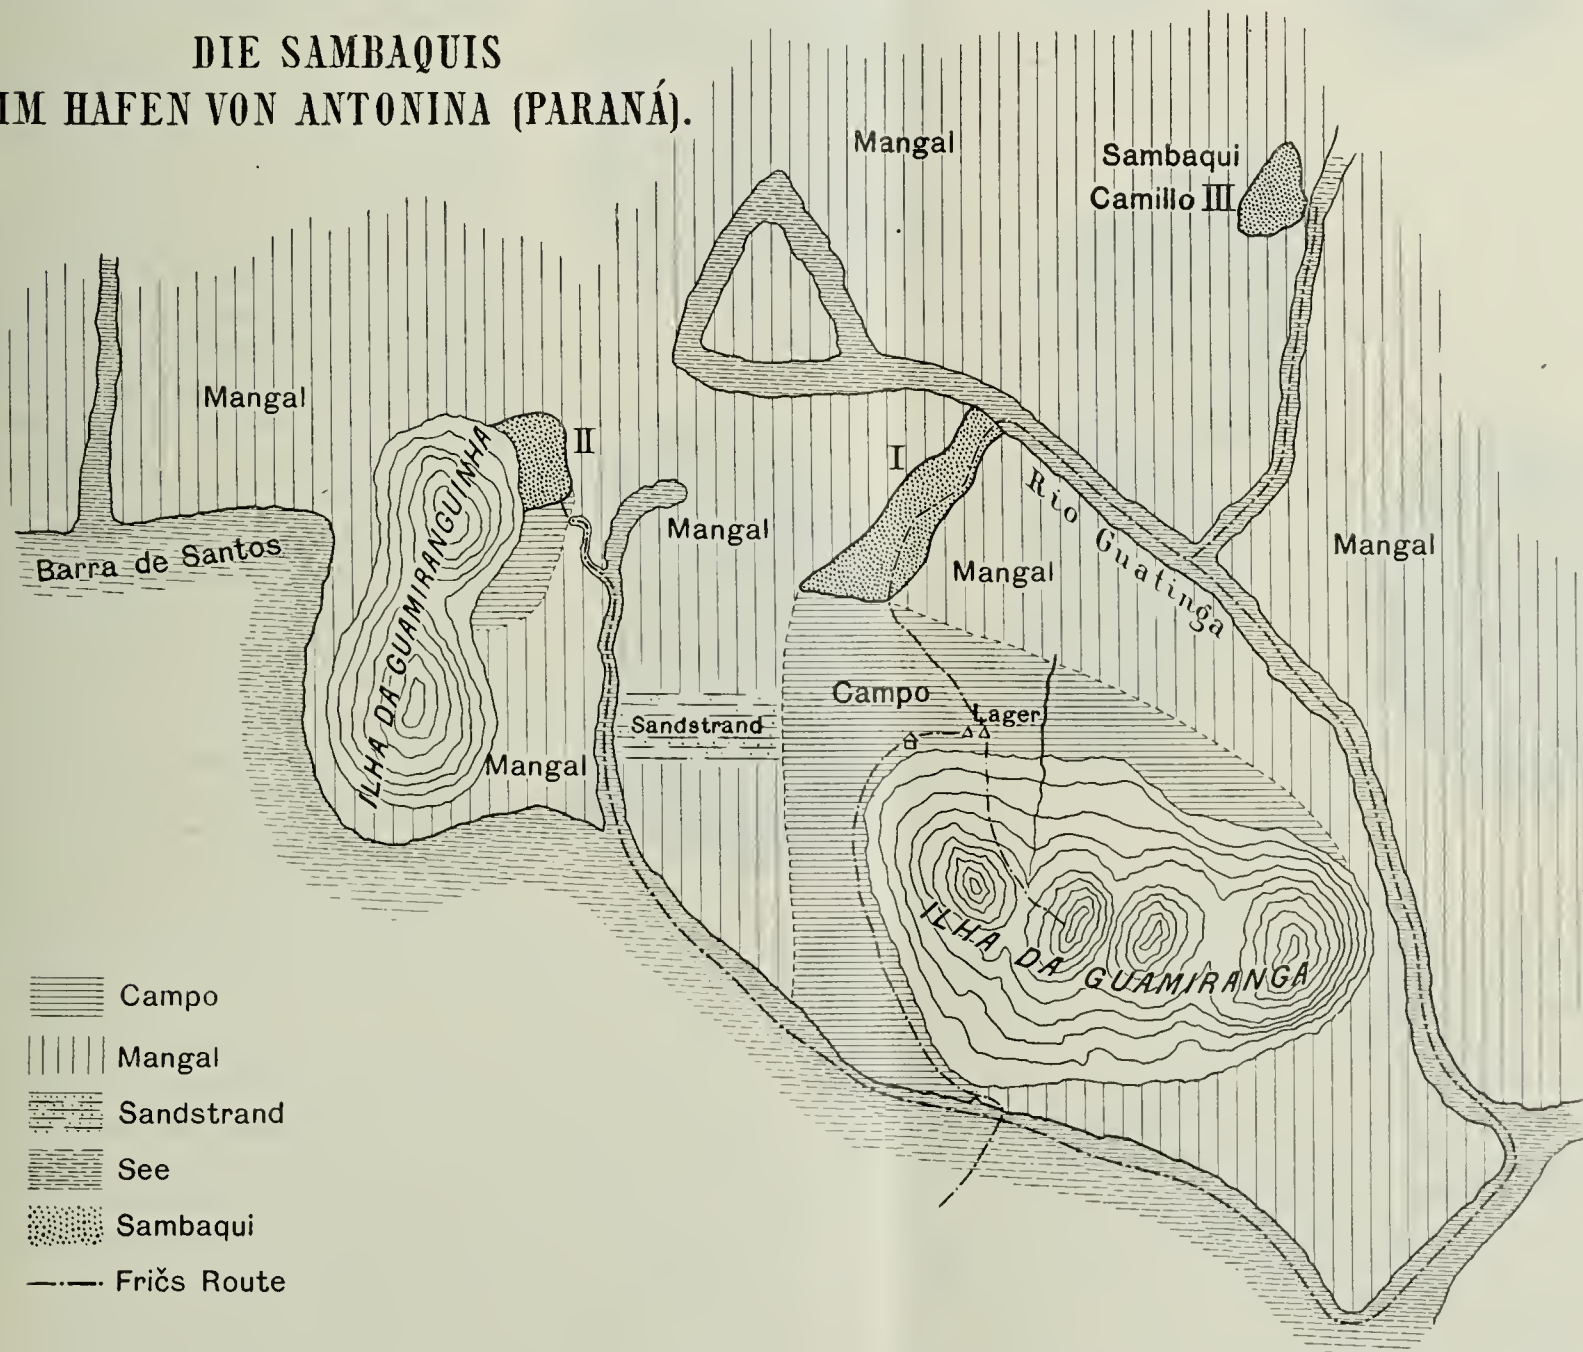 DIE SAMBAQUIS
IM HAFEN VON ANTONINA (PARANÁ).
Mangal
Sambaqui
Camillo III
Mangal
II
I
Rio Guatinga
Mangal
Mangal
Mangal
Barra de Santos
ILHA DA GUAMIRANGUINHA
Campo
Lager
Sandstrand
Mangal
ILHA DA GUAMIRANGA
Campo
Mangal
Sandstrand
See
Sambaqui
Fričs Route